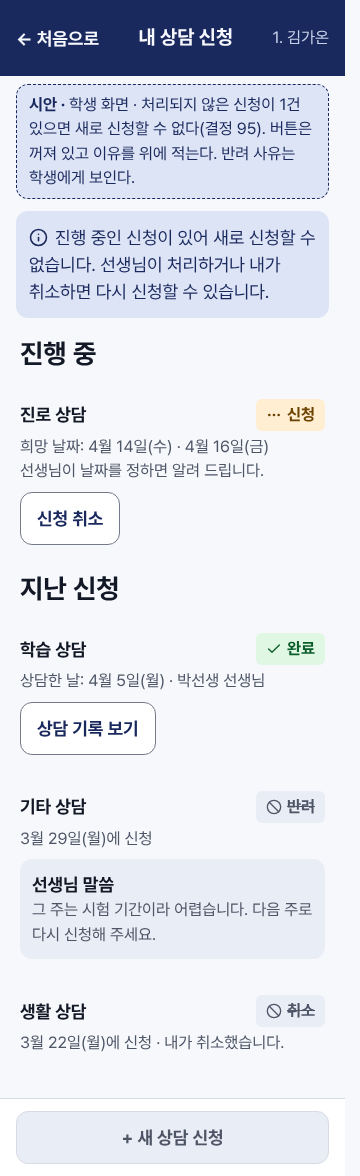 ← 처음으로 내 상담 신청 1. 김가온
시안 · 학생 화면 · 처리되지 않은 신청이 1건
있으면 새로 신청할 수 없다(결정 95). 버튼은
꺼져 있고 이유를 위에 적는다. 반려 사유는
학생에게 보인다.
진행 중인 신청이 있어 새로 신청할 수
없습니다. 선생님이 처리하거나 내가
취소하면 다시 신청할 수 있습니다.
진행 중
진로 상담 ··· 신청
희망 날짜: 4월 14일(수) · 4월 16일(금)
선생님이 날짜를 정하면 알려 드립니다.
신청 취소
지난 신청
학습 상담 ✓ 완료
상담한 날: 4월 5일(월) · 박선생 선생님
상담 기록 보기
기타 상담 반려
3월 29일(월)에 신청
선생님 말씀
그 주는 시험 기간이라 어렵습니다. 다음 주로
다시 신청해 주세요.
생활 상담 취소
3월 22일(월)에 신청 · 내가 취소했습니다.
+ 새 상담 신청